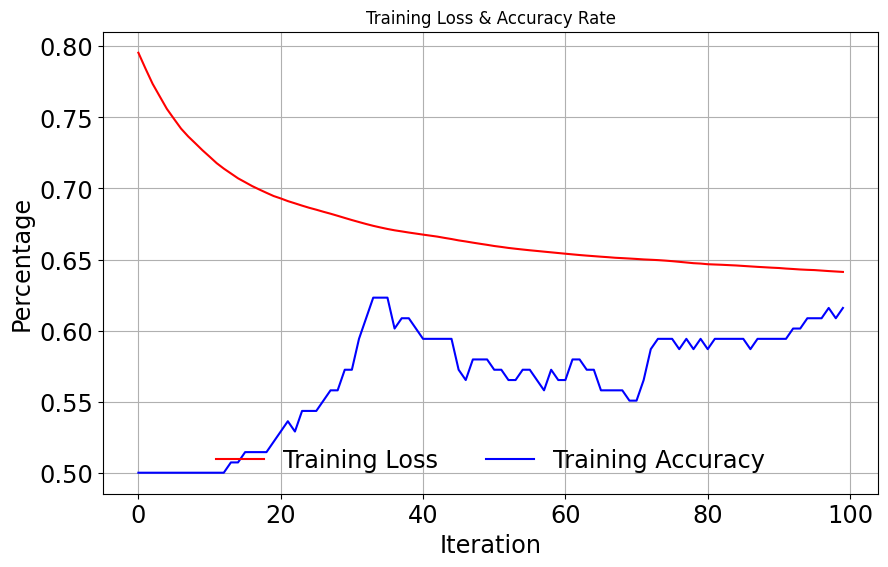 Training Loss & Accuracy Rate
0.80
0.75
0.70
0.65
0.60
0.55
0.50
Percentage
Training Loss
Training Accuracy
0 20 40 60 80 100
Iteration